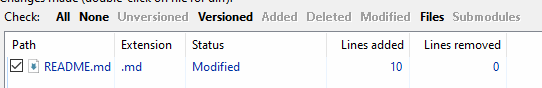 Changes made (double-click on file for diff):
Check: All None Unversioned Versioned Added Deleted Modified Files Submodules
Path Extension Status Lines added Lines removed
README.md .md Modified 10 0